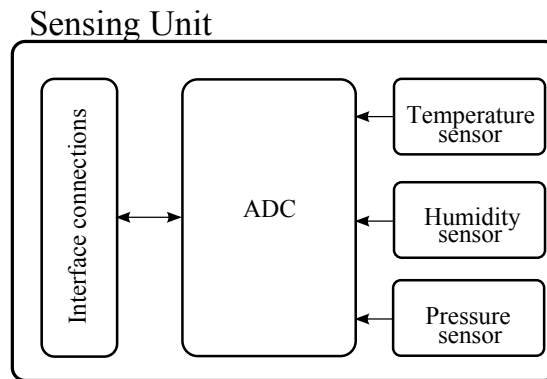 Sensing Unit
Interface connections
ADC
Temperature
sensor
Humidity
sensor
Pressure
sensor